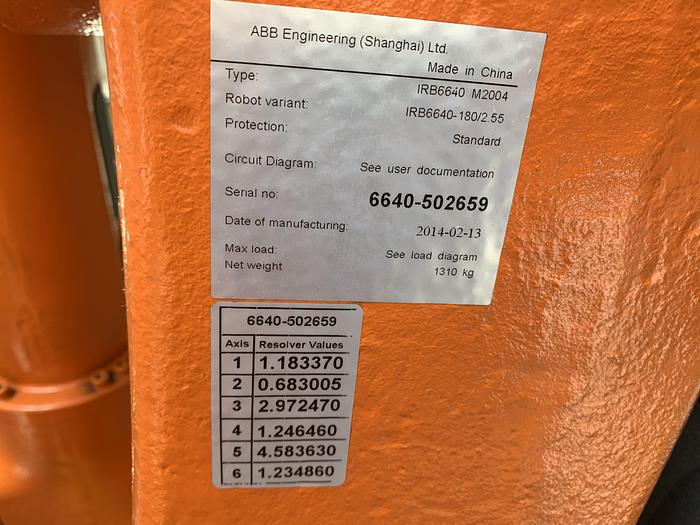 ABB Engineering (Shanghai) Ltd.
Made in China
Type: IRB6640 M2004
Robot variant: IRB6640-180/2.55
Protection: Standard
Circuit Diagram: See user documentation
Serial no: 6640-502659
Date of manufacturing: 2014-02-13
Max load: See load diagram
Net weight 1310 kg
6640-502659
Axis Resolver Values
1 1.183370
2 0.683005
3 2.972470
4 1.246460
5 4.583630
6 1.234860